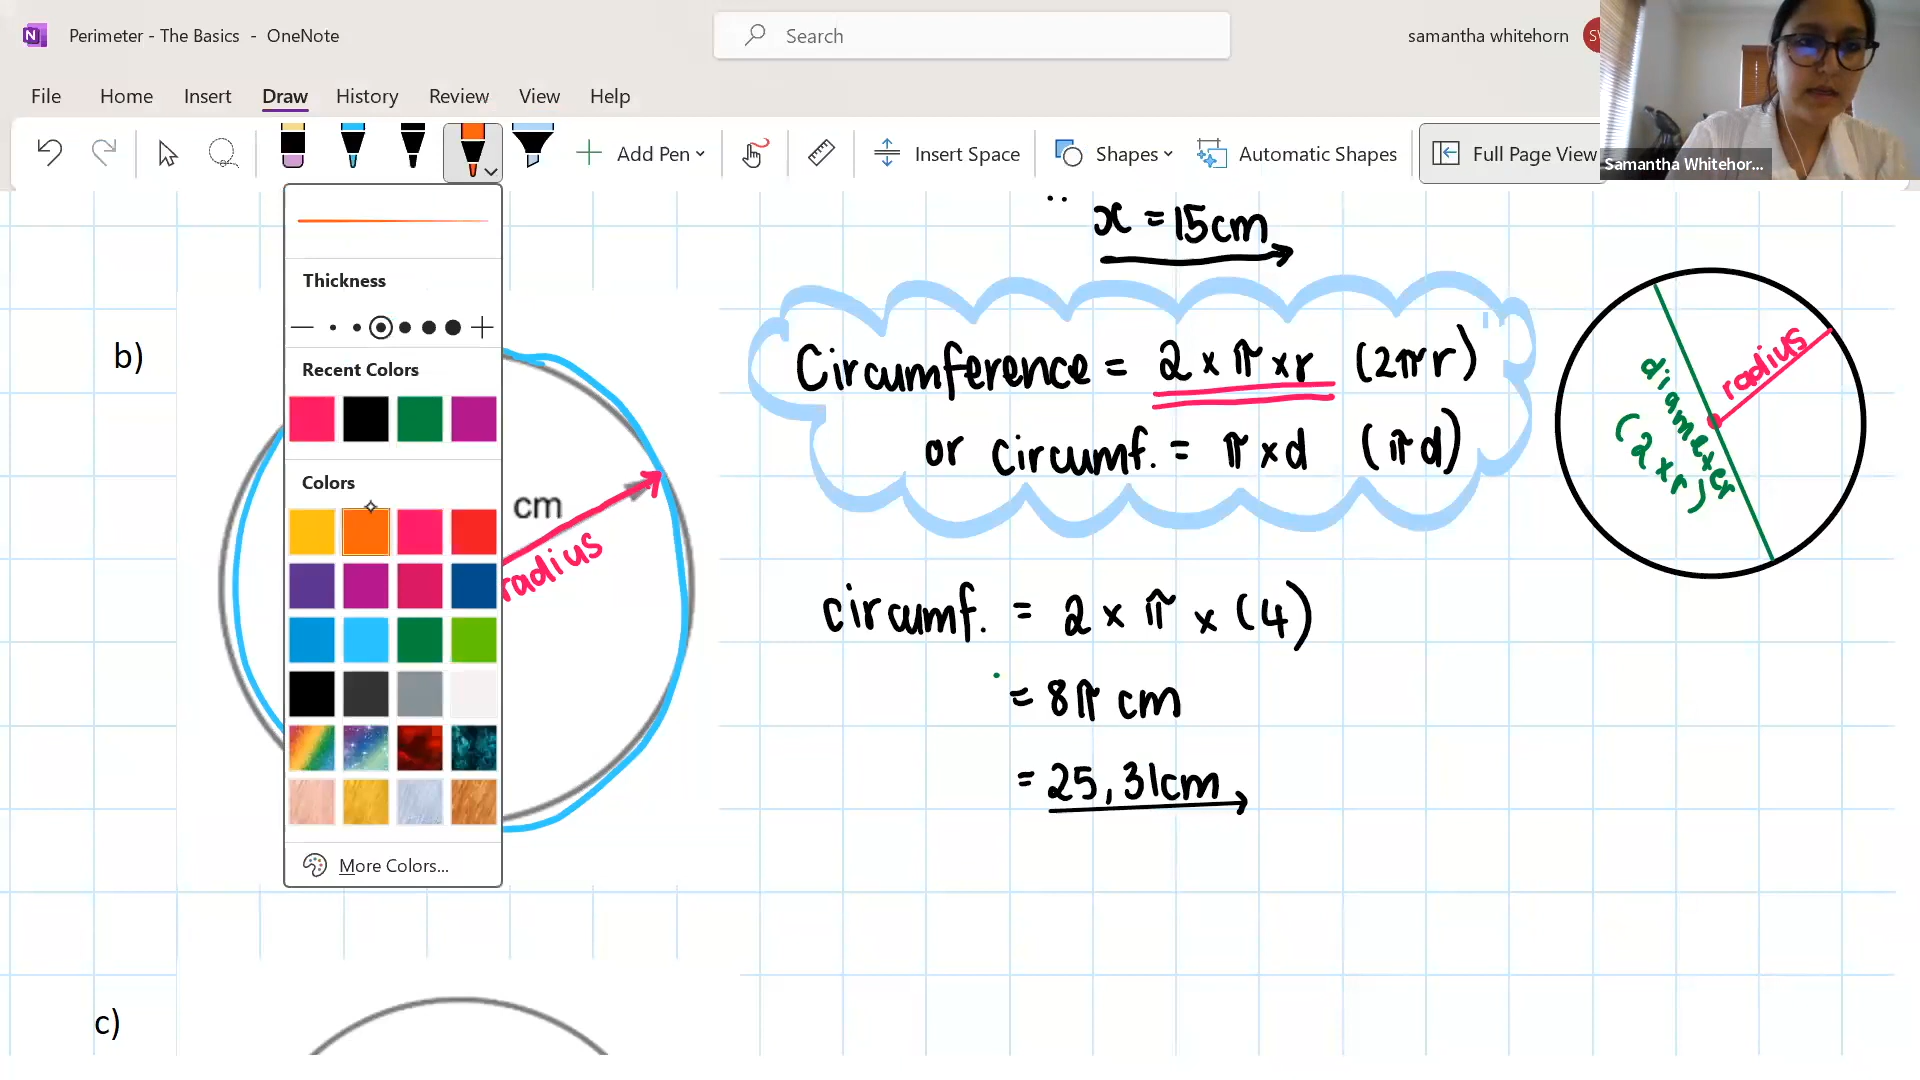 Perimeter - The Basics - OneNote
Search
samantha whitehorn
File Home Insert Draw History Review View Help
Add Pen
Insert Space
Shapes
Automatic Shapes
Full Page View
Samantha Whitehor...
x = 15cm
Thickness
Recent Colors
Colors
More Colors...
b)
cm
radius
Circumference = 2 × π × r (2πr)
or circumf. = π × d (πd)
radius
diameter
(2 × r)
circumf. = 2 × π × (4)
= 8π cm
= 25,31cm
c)